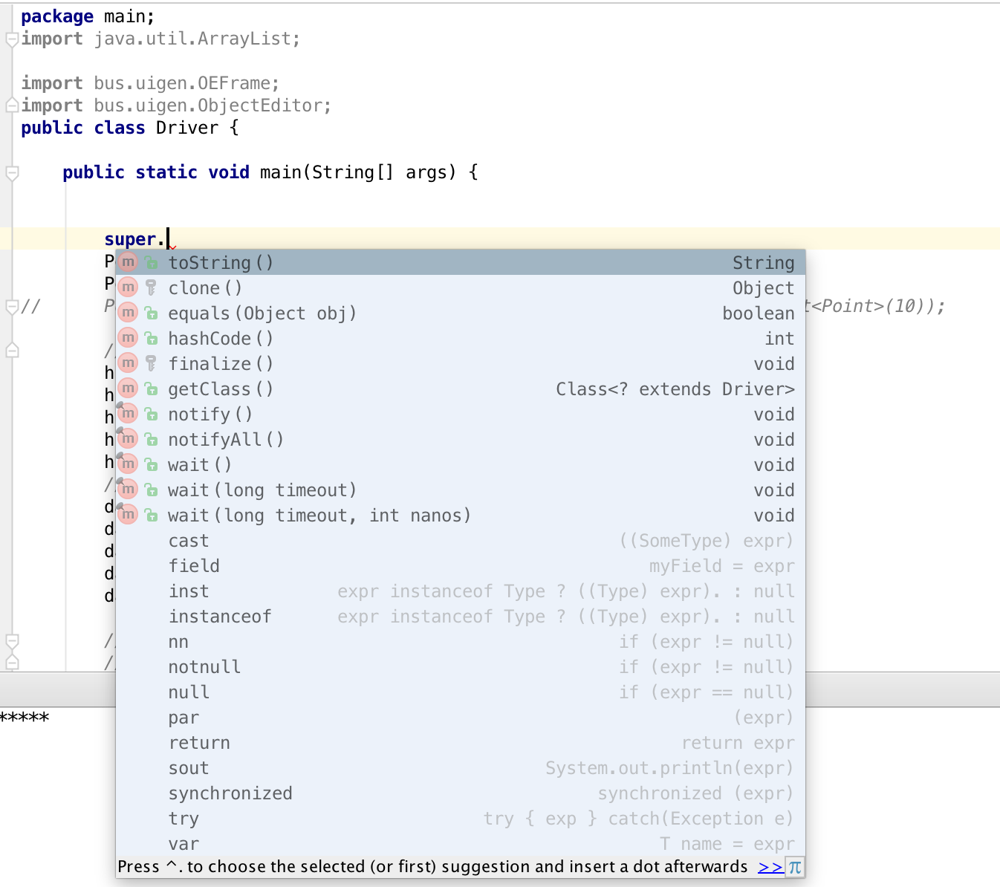 package main;
import java.util.ArrayList;
import bus.uigen.OEFrame;
import bus.uigen.ObjectEditor;
public class Driver {
public static void main(String[] args) {
super.
m toString() String
m clone() Object
// t<Point>(10));
m equals(Object obj) boolean
m hashCode() int
m finalize() void
m getClass() Class<? extends Driver>
m notify() void
m notifyAll() void
m wait() void
m wait(long timeout) void
m wait(long timeout, int nanos) void
cast ((SomeType) expr)
field myField = expr
inst expr instanceof Type ? ((Type) expr). : null
instanceof expr instanceof Type ? ((Type) expr). : null
nn if (expr != null)
notnull if (expr != null)
null if (expr == null)
par (expr)
*****
return return expr
sout System.out.println(expr)
synchronized synchronized (expr)
try try { exp } catch(Exception e)
var T name = expr
Press ^. to choose the selected (or first) suggestion and insert a dot afterwards >> π